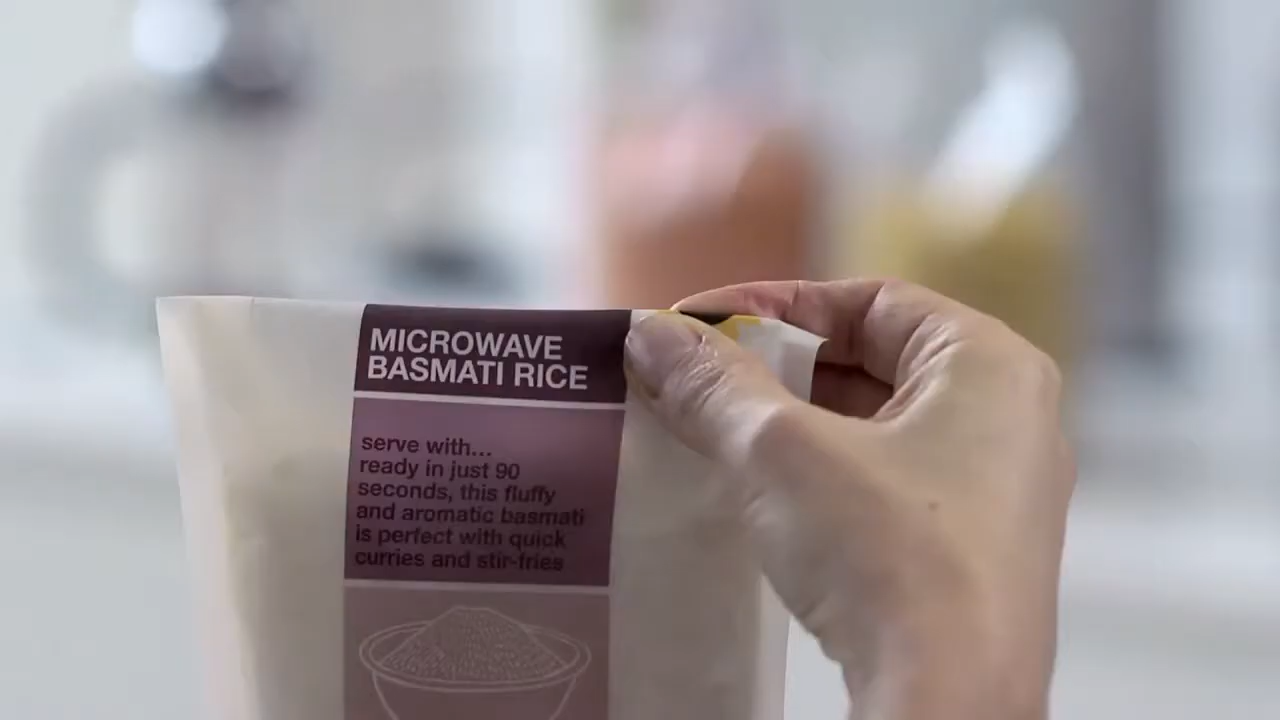 MICROWAVE
BASMATI RICE
serve with...
ready in just 90
seconds, this fluffy
and aromatic basmati
is perfect with quick
curries and stir-fries